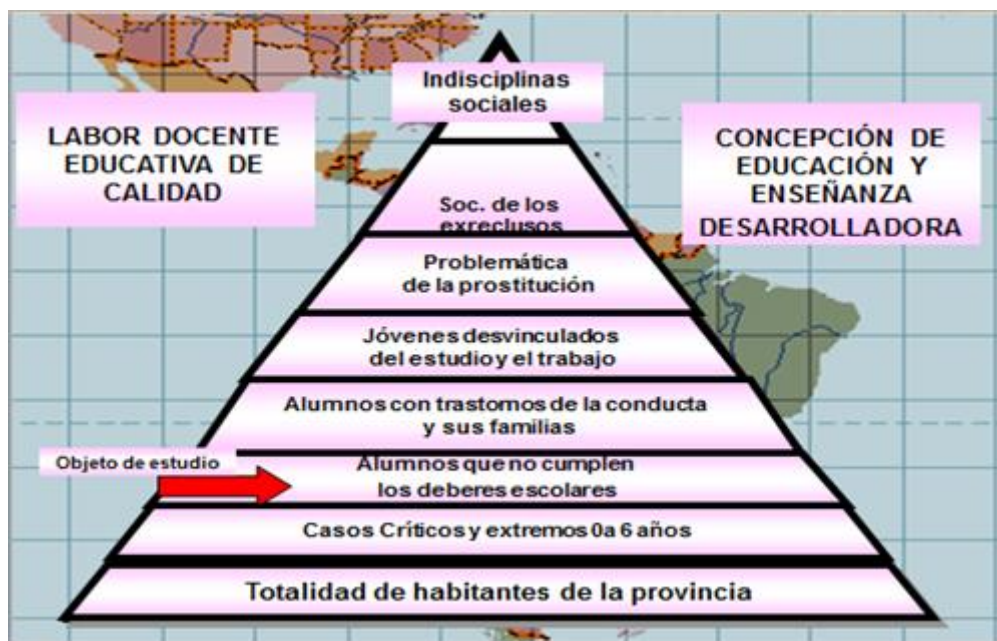 Indisciplinas
sociales
LABOR DOCENTE
EDUCATIVA DE
CALIDAD
CONCEPCIÓN DE
EDUCACIÓN Y
ENSEÑANZA
DESARROLLADORA
Soc. de los
exreclusos
Problemática
de la prostitución
Jóvenes desvinculados
del estudio y el trabajo
Alumnos con trastornos de la conducta
y sus familias
Objeto de estudio
Alumnos que no cumplen
los deberes escolares
Casos Críticos y extremos 0a 6 años
Totalidad de habitantes de la provincia